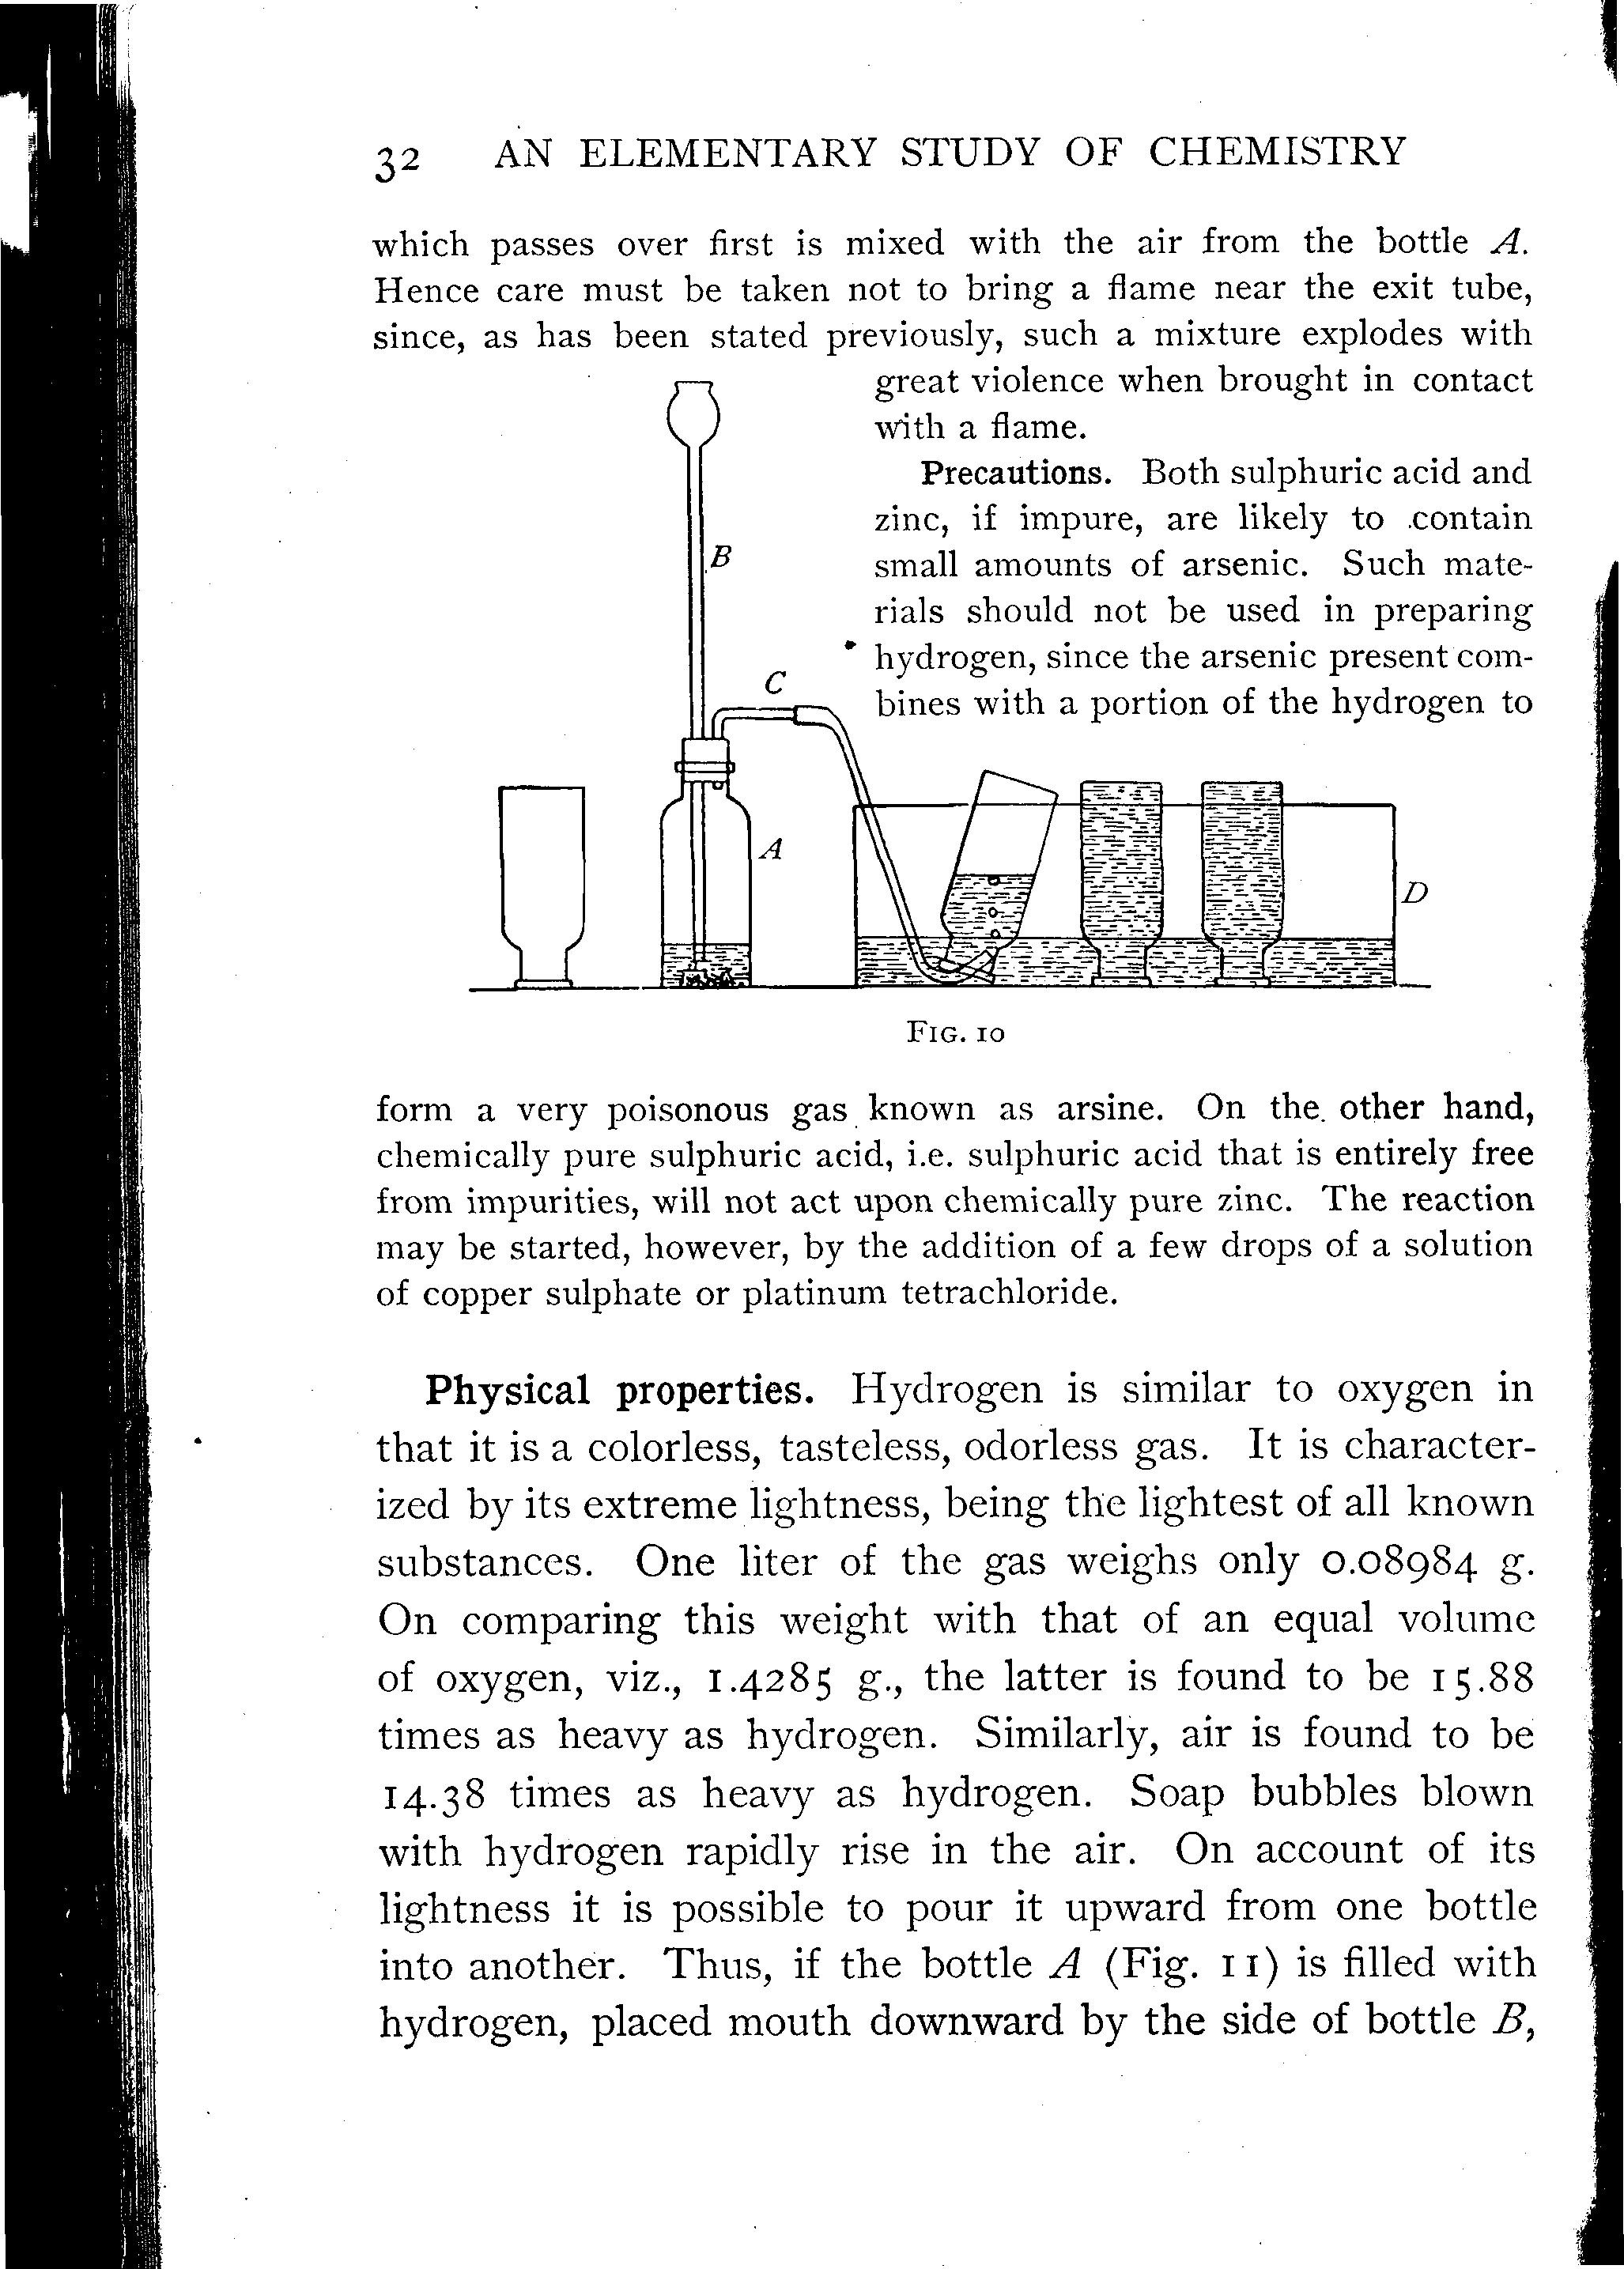 32 AN ELEMENTARY STUDY OF CHEMISTRY
which passes over first is mixed with the air from the bottle A.
Hence care must be taken not to bring a flame near the exit tube,
since, as has been stated previously, such a mixture explodes with
great violence when brought in contact
with a flame.
Precautions. Both sulphuric acid and
zinc, if impure, are likely to contain
small amounts of arsenic. Such mate-
rials should not be used in preparing
hydrogen, since the arsenic present com-
bines with a portion of the hydrogen to
B
C
A
D
FIG. 10
form a very poisonous gas known as arsine. On the other hand,
chemically pure sulphuric acid, i.e. sulphuric acid that is entirely free
from impurities, will not act upon chemically pure zinc. The reaction
may be started, however, by the addition of a few drops of a solution
of copper sulphate or platinum tetrachloride.
Physical properties. Hydrogen is similar to oxygen in
that it is a colorless, tasteless, odorless gas. It is character-
ized by its extreme lightness, being the lightest of all known
substances. One liter of the gas weighs only 0.08984 g.
On comparing this weight with that of an equal volume
of oxygen, viz., 1.4285 g., the latter is found to be 15.88
times as heavy as hydrogen. Similarly, air is found to be
14.38 times as heavy as hydrogen. Soap bubbles blown
with hydrogen rapidly rise in the air. On account of its
lightness it is possible to pour it upward from one bottle
into another. Thus, if the bottle A (Fig. 11) is filled with
hydrogen, placed mouth downward by the side of bottle B,